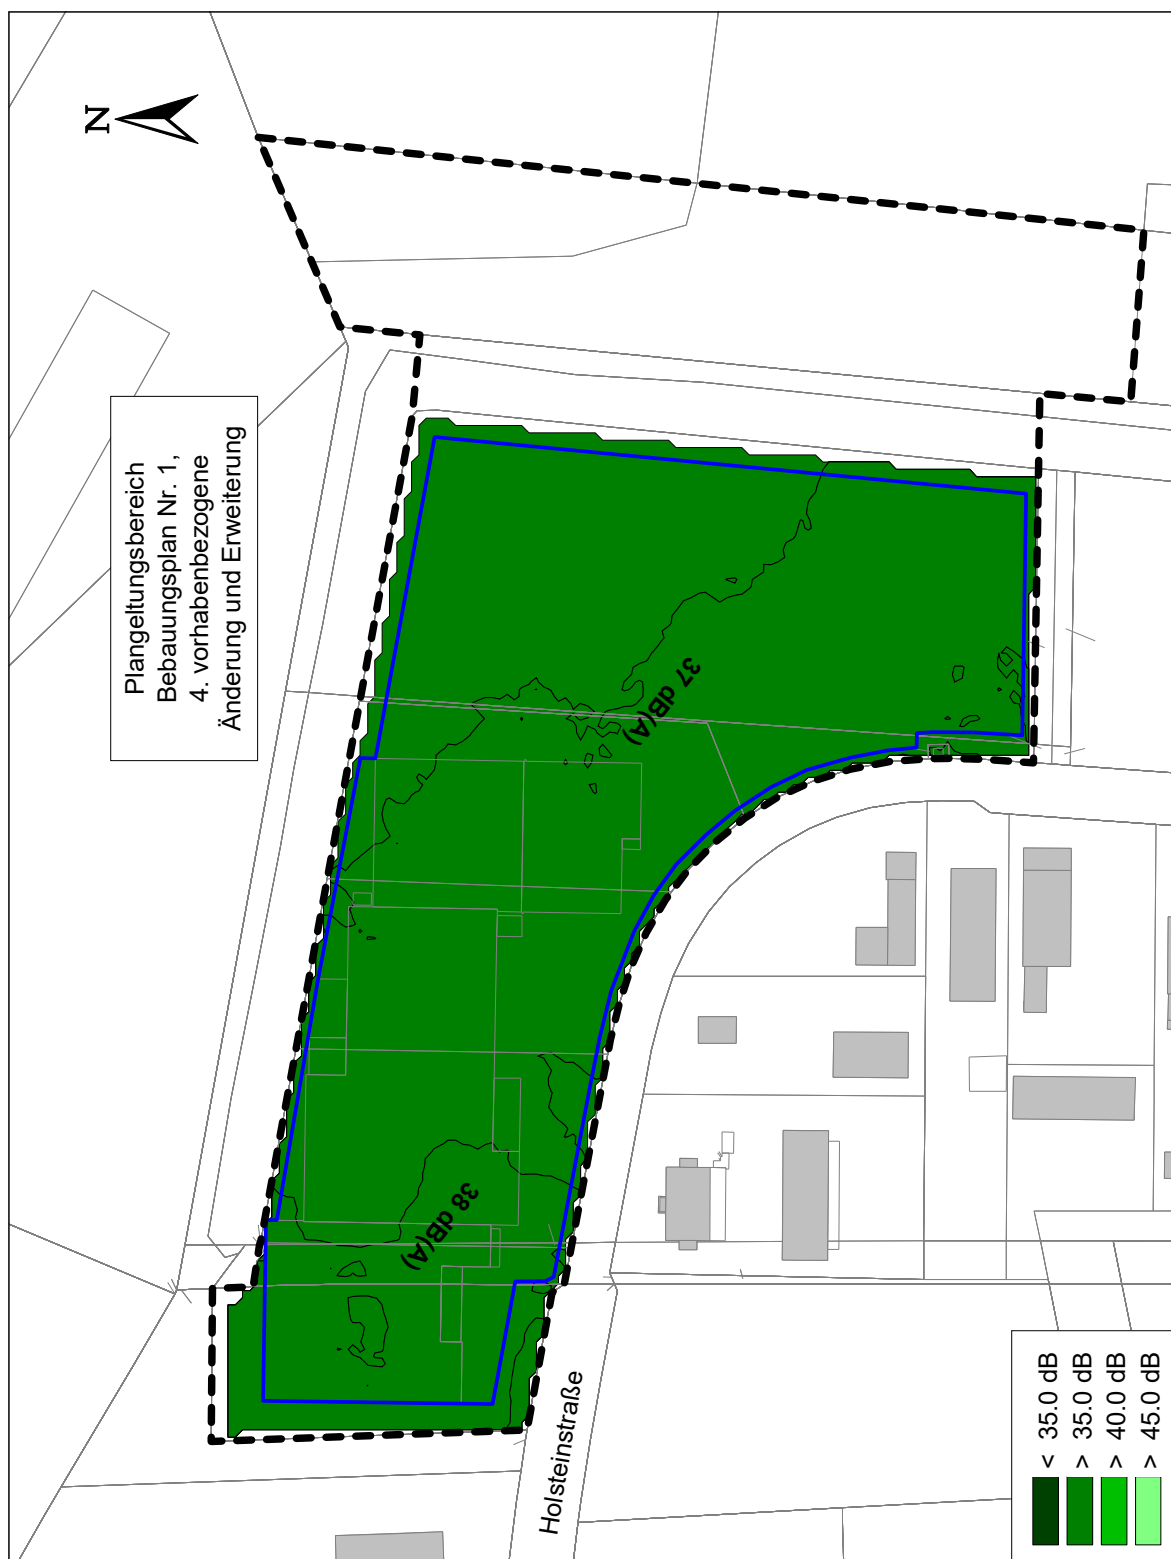 N
Plangeltungsbereich
Bebauungsplan Nr. 1,
4. vorhabenbezogene
Änderung und Erweiterung
37 dB(A)
38 dB(A)
Holsteinstraße
< 35.0 dB
> 35.0 dB
> 40.0 dB
> 45.0 dB